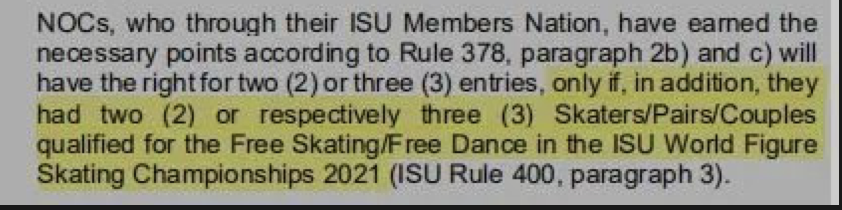 NOCs, who through their ISU Members Nation, have earned the
necessary points according to Rule 378, paragraph 2b) and c) will
have the right for two (2) or three (3) entries, only if, in addition, they
had two (2) or respectively three (3) Skaters/Pairs/Couples
qualified for the Free Skating/Free Dance in the ISU World Figure
Skating Championships 2021 (ISU Rule 400, paragraph 3).